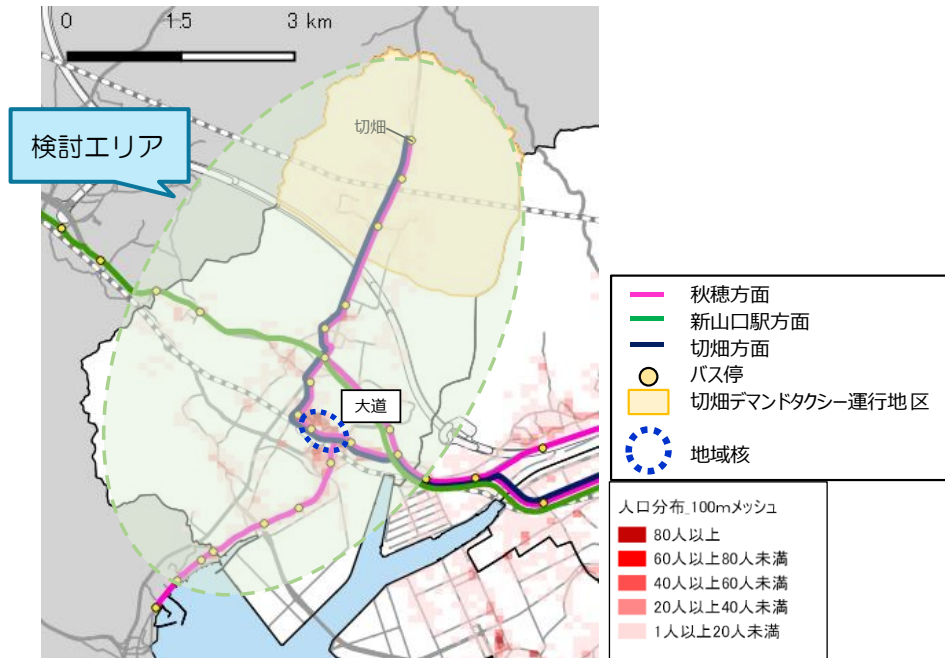 0 1.5 3 km
検討エリア
切畑
大道
秋穂方面
新山口駅方面
切畑方面
バス停
切畑デマンドタクシー運行地区
地域核
人口分布_100mメッシュ
80人以上
60人以上80人未満
40人以上60人未満
20人以上40人未満
1人以上20人未満